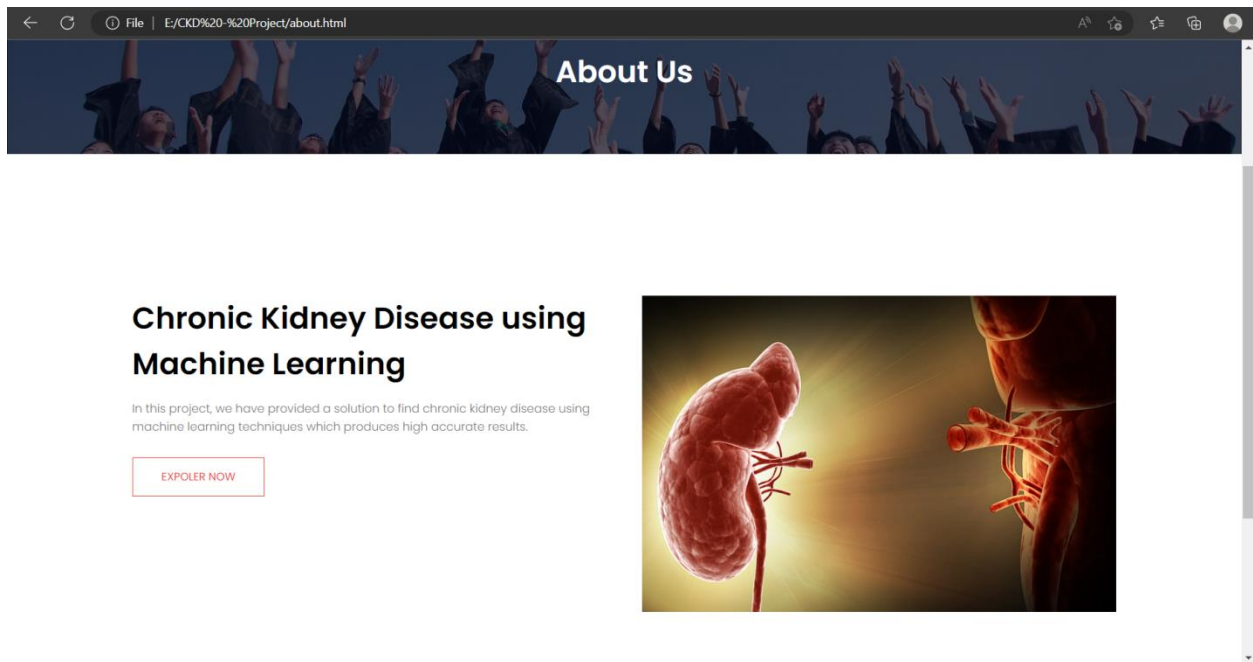 File | E:/CKD%20-%20Project/about.html
About Us
Chronic Kidney Disease using
Machine Learning
In this project, we have provided a solution to find chronic kidney disease using
machine learning techniques which produces high accurate results.
EXPOLER NOW